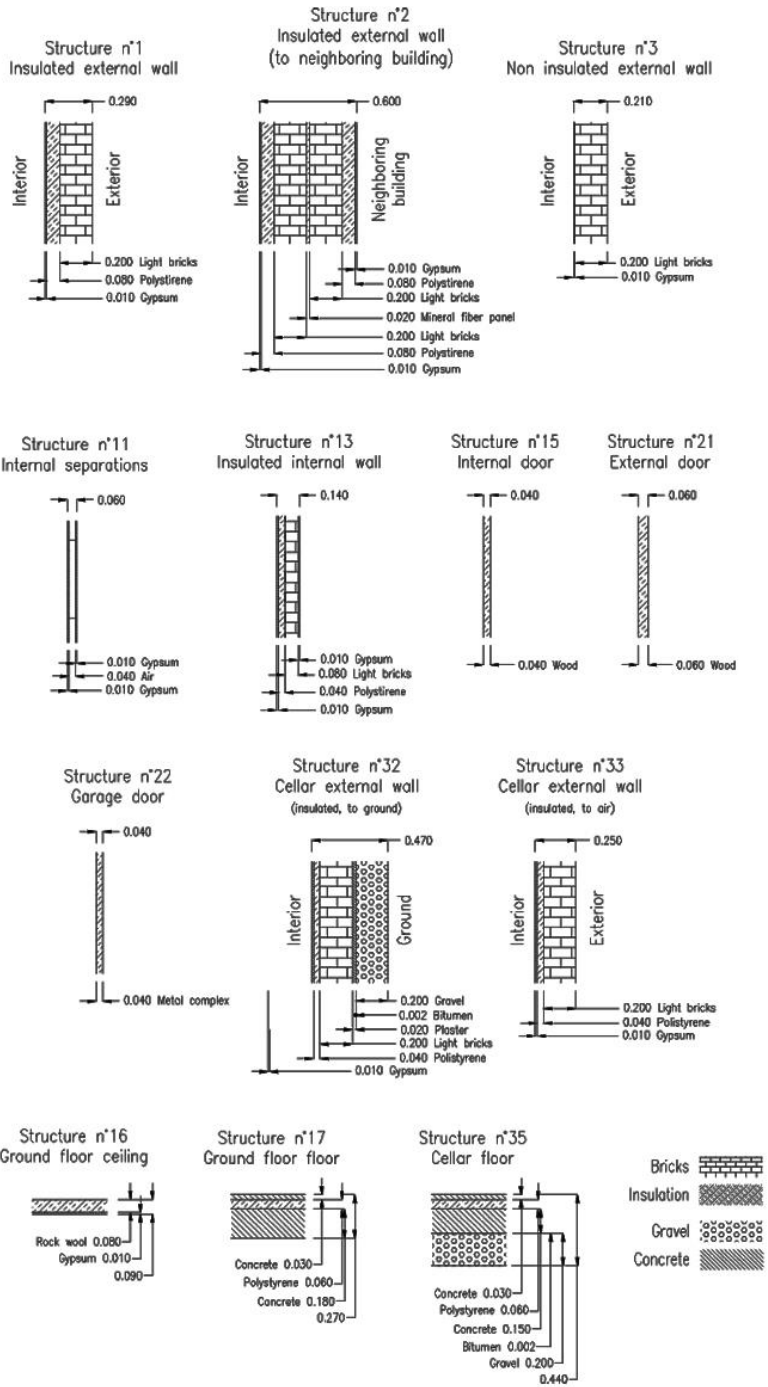 Structure n°1
Insulated external wall
0.290
Interior
Exterior
0.200 Light bricks
0.080 Polystirene
0.010 Gypsum
Structure n°2
Insulated external wall
(to neighboring building)
0.600
Interior
Neighboring
building
0.010 Gypsum
0.080 Polystirene
0.200 Light bricks
0.020 Mineral fiber panel
0.200 Light bricks
0.080 Polystirene
0.010 Gypsum
Structure n°3
Non insulated external wall
0.210
Interior
Exterior
0.200 Light bricks
0.010 Gypsum
Structure n°11
Internal separations
0.060
0.010 Gypsum
0.040 Air
0.010 Gypsum
Structure n°13
Insulated internal wall
0.140
0.010 Gypsum
0.080 Light bricks
0.040 Polystirene
0.010 Gypsum
Structure n°15
Internal door
0.040
0.040 Wood
Structure n°21
External door
0.060
0.060 Wood
Structure n°22
Garage door
0.040
0.040 Metal complex
Structure n°32
Cellar external wall
(insulated, to ground)
0.470
Interior
Ground
0.200 Gravel
0.002 Bitumen
0.020 Plaster
0.200 Light bricks
0.040 Polistyrene
0.010 Gypsum
Structure n°33
Cellar external wall
(insulated, to air)
0.250
Interior
Exterior
0.200 Light bricks
0.040 Polistyrene
0.010 Gypsum
Structure n°16
Ground floor ceiling
Rock wool 0.080
Gypsum 0.010
0.090
Structure n°17
Ground floor floor
Concrete 0.030
Polystyrene 0.060
Concrete 0.180
0.270
Structure n°35
Cellar floor
Concrete 0.030
Polystyrene 0.060
Concrete 0.150
Bitumen 0.002
Gravel 0.200
0.440
Bricks
Insulation
Gravel
Concrete